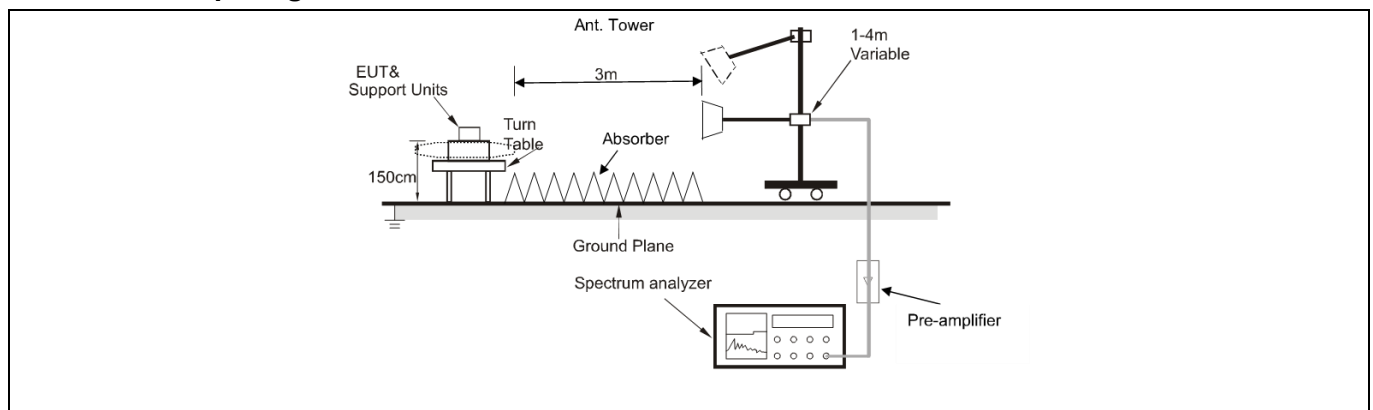 Ant. Tower
1-4m
Variable
EUT&
Support Units
3m
Turn
Table
Absorber
150cm
Ground Plane
Spectrum analyzer
Pre-amplifier